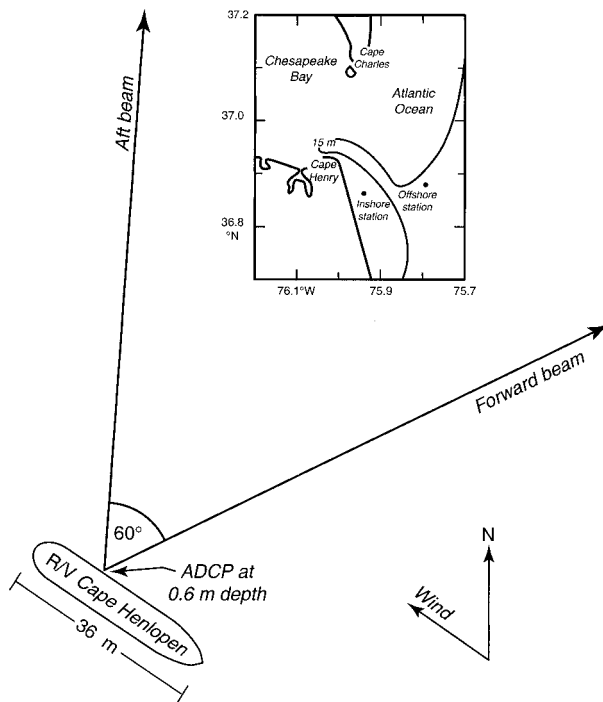 37.2
37.0
36.8
°N
76.1°W
75.9
75.7
Chesapeake
Bay
Cape
Charles
Atlantic
Ocean
15 m
Cape
Henry
Inshore
station
Offshore
station
Aft beam
Forward beam
60°
ADCP at
0.6 m depth
R/V Cape Henlopen
36 m
N
Wind